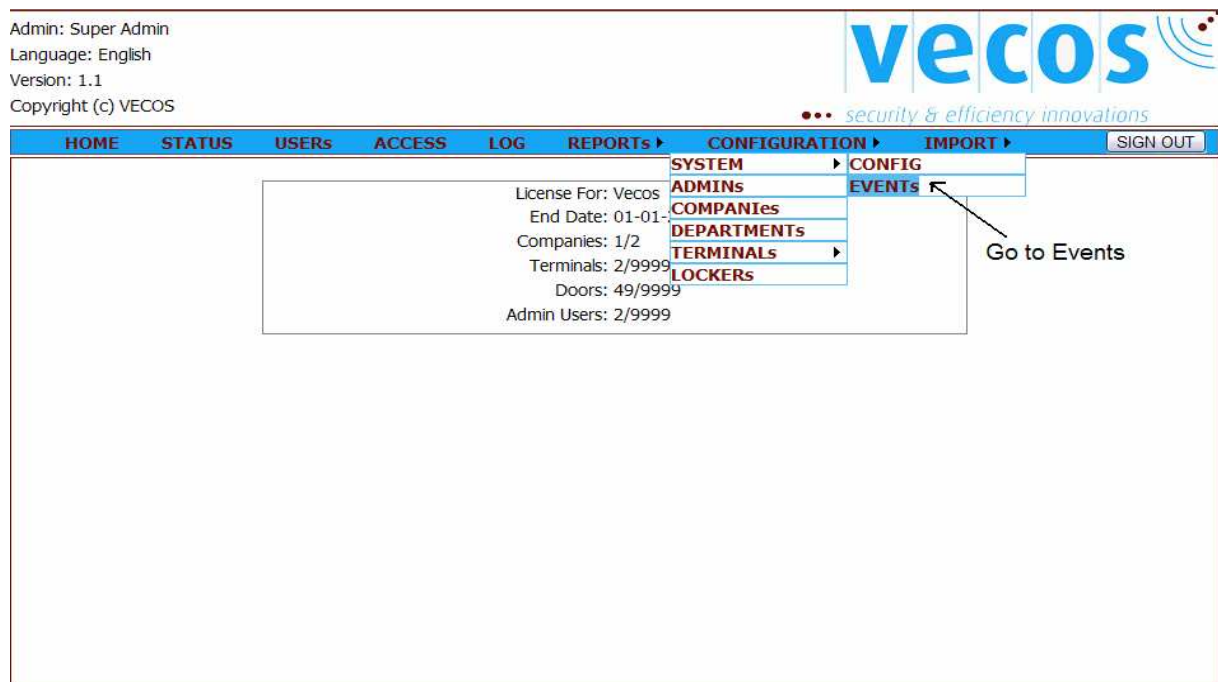 Admin: Super Admin
Language: English
Version: 1.1
Copyright (c) VECOS
vecos
security & efficiency innovations
HOME STATUS USERs ACCESS LOG REPORTs CONFIGURATION IMPORT SIGN OUT
SYSTEM
ADMINs
COMPANIes
DEPARTMENTs
TERMINALs
LOCKERs
CONFIG
EVENTs
Go to Events
License For: Vecos
End Date: 01-01-
Companies: 1/2
Terminals: 2/9999
Doors: 49/9999
Admin Users: 2/9999